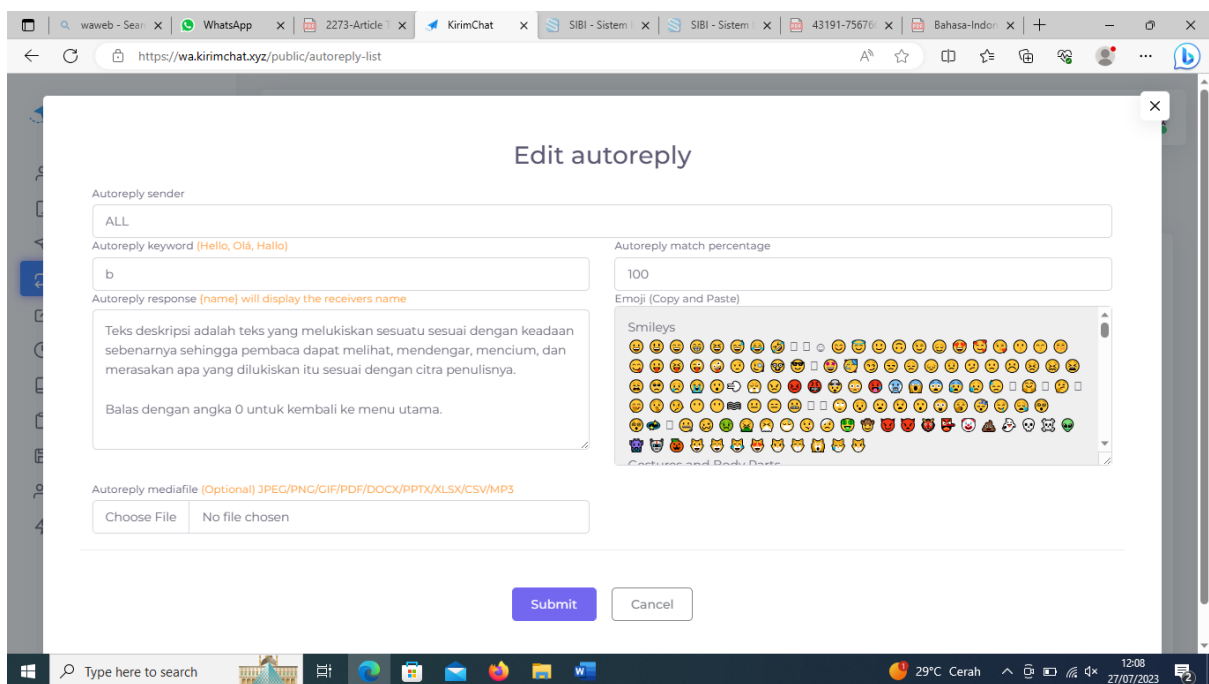 waweb - Sear
WhatsApp
2273-Article T
KirimChat
SIBI - Sistem I
SIBI - Sistem I
43191-75676
Bahasa-Indon
https://wa.kirimchat.xyz/public/autoreply-list
Edit autoreply
Autoreply sender
ALL
Autoreply keyword (Hello, Olá, Hallo)
Autoreply match percentage
b
100
Autoreply response {name} will display the receivers name
Emoji (Copy and Paste)
Teks deskripsi adalah teks yang melukiskan sesuatu sesuai dengan keadaan
sebenarnya sehingga pembaca dapat melihat, mendengar, mencium, dan
merasakan apa yang dilukiskan itu sesuai dengan citra penulisnya.
Balas dengan angka 0 untuk kembali ke menu utama.
Smileys
Gestures and Body Parts
Autoreply mediafile (Optional) JPEG/PNG/GIF/PDF/DOCX/PPTX/XLSX/CSV/MP3
Choose File No file chosen
Submit
Cancel
Type here to search
29°C Cerah
12:08
27/07/2023
2